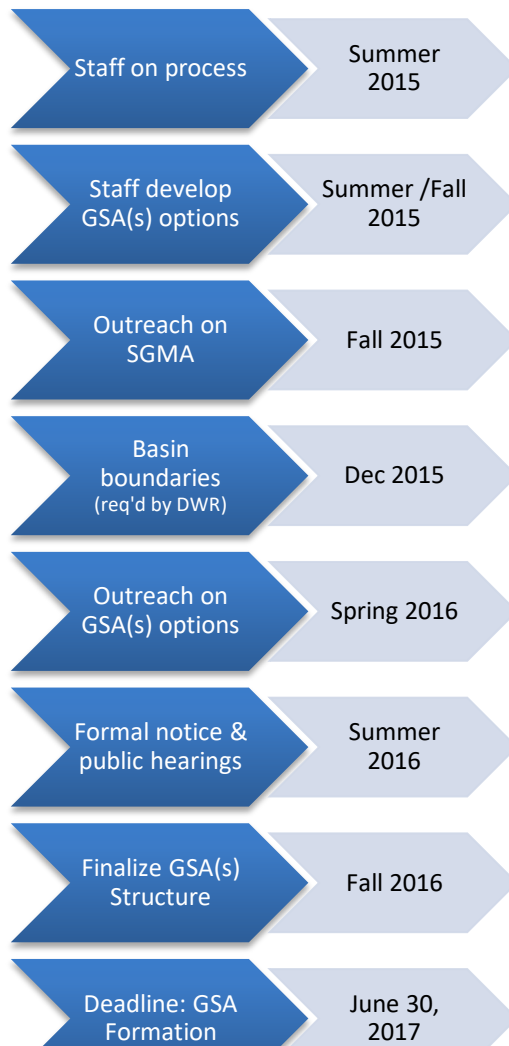 Staff on process
Summer
2015
Staff develop
GSA(s) options
Summer /Fall
2015
Outreach on
SGMA
Fall 2015
Basin
boundaries
(req'd by DWR)
Dec 2015
Outreach on
GSA(s) options
Spring 2016
Formal notice &
public hearings
Summer
2016
Finalize GSA(s)
Structure
Fall 2016
Deadline: GSA
Formation
June 30,
2017